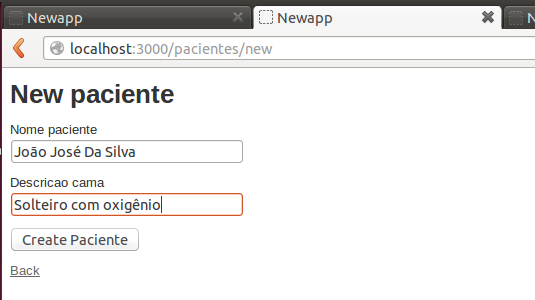 Newapp
Newapp
N
localhost:3000/pacientes/new
New paciente
Nome paciente
João José Da Silva
Descricao cama
Solteiro com oxigênio
Create Paciente
Back